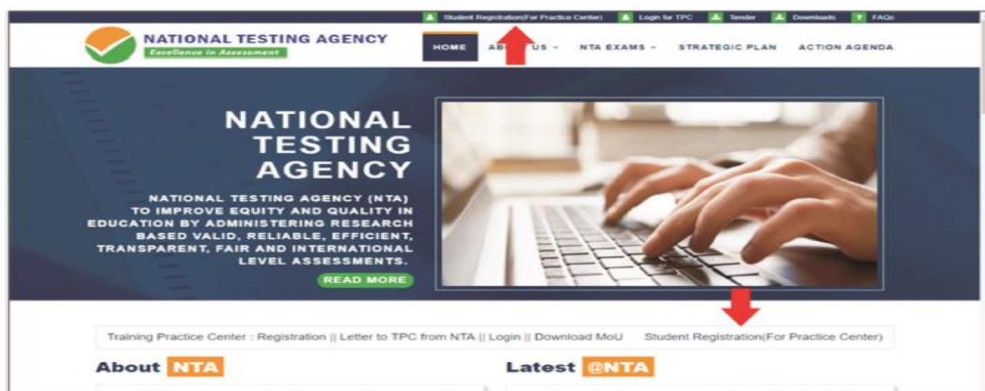 Student Registration(For Practice Center) Login for TPC Tender Downloads ? FAQs
NATIONAL TESTING AGENCY
Excellence in Assessment
HOME ABOUT US NTA EXAMS STRATEGIC PLAN ACTION AGENDA
NATIONAL
TESTING
AGENCY
NATIONAL TESTING AGENCY (NTA)
TO IMPROVE EQUITY AND QUALITY IN
EDUCATION BY ADMINISTERING RESEARCH
BASED VALID, RELIABLE, EFFICIENT,
TRANSPARENT, FAIR AND INTERNATIONAL
LEVEL ASSESSMENTS.
READ MORE
Training Practice Center : Registration || Letter to TPC from NTA || Login || Download MoU Student Registration(For Practice Center)
About NTA
Latest @NTA